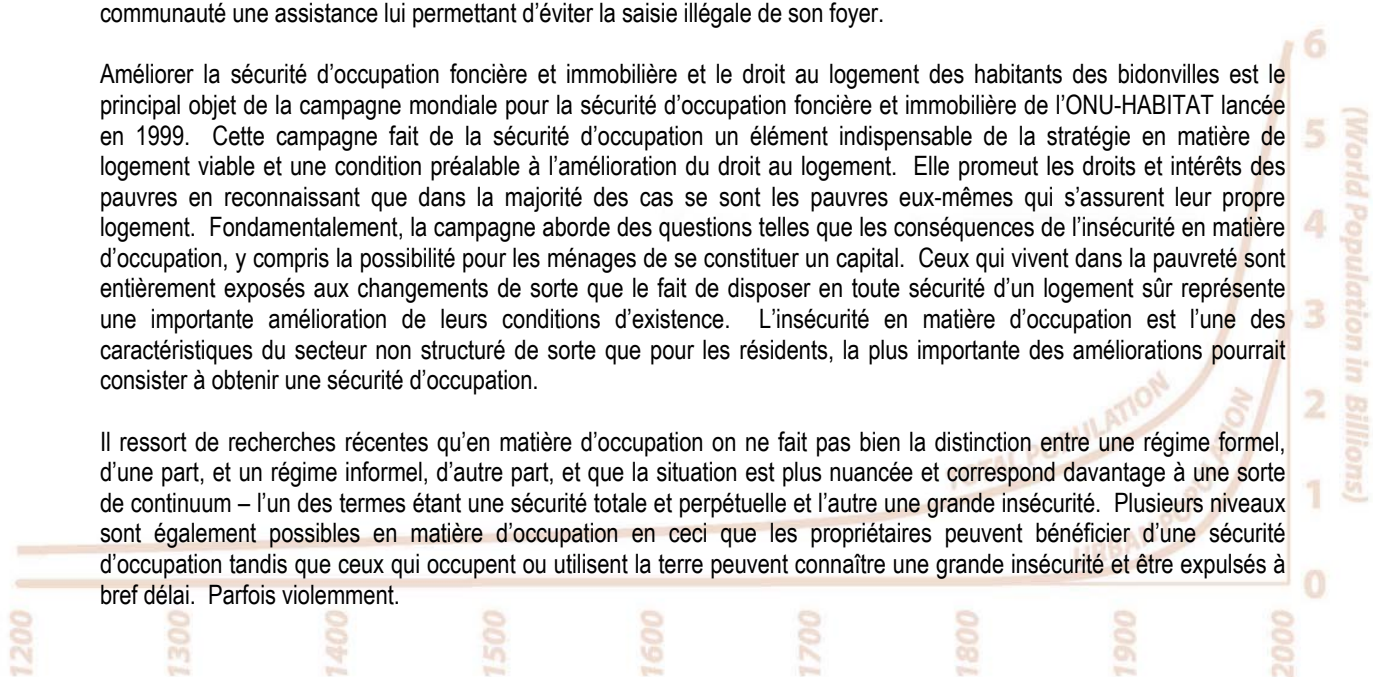 communauté une assistance lui permettant d'éviter la saisie illégale de son foyer.
Améliorer la sécurité d'occupation foncière et immobilière et le droit au logement des habitants des bidonvilles est le
principal objet de la campagne mondiale pour la sécurité d'occupation foncière et immobilière de l'ONU-HABITAT lancée
en 1999. Cette campagne fait de la sécurité d'occupation un élément indispensable de la stratégie en matière de
logement viable et une condition préalable à l'amélioration du droit au logement. Elle promeut les droits et intérêts des
pauvres en reconnaissant que dans la majorité des cas se sont les pauvres eux-mêmes qui s'assurent leur propre
logement. Fondamentalement, la campagne aborde des questions telles que les conséquences de l'insécurité en matière
d'occupation, y compris la possibilité pour les ménages de se constituer un capital. Ceux qui vivent dans la pauvreté sont
entièrement exposés aux changements de sorte que le fait de disposer en toute sécurité d'un logement sûr représente
une importante amélioration de leurs conditions d'existence. L'insécurité en matière d'occupation est l'une des
caractéristiques du secteur non structuré de sorte que pour les résidents, la plus importante des améliorations pourrait
consister à obtenir une sécurité d'occupation.
Il ressort de recherches récentes qu'en matière d'occupation on ne fait pas bien la distinction entre une régime formel,
d'une part, et un régime informel, d'autre part, et que la situation est plus nuancée et correspond davantage à une sorte
de continuum – l'un des termes étant une sécurité totale et perpétuelle et l'autre une grande insécurité. Plusieurs niveaux
sont également possibles en matière d'occupation en ceci que les propriétaires peuvent bénéficier d'une sécurité
d'occupation tandis que ceux qui occupent ou utilisent la terre peuvent connaître une grande insécurité et être expulsés à
bref délai. Parfois violemment.
TOTAL POPULATION
URBAN POPULATION
6
5
4
3
2
1
0
(World Population in Billions)
1200
1300
1400
1500
1600
1700
1800
1900
2000